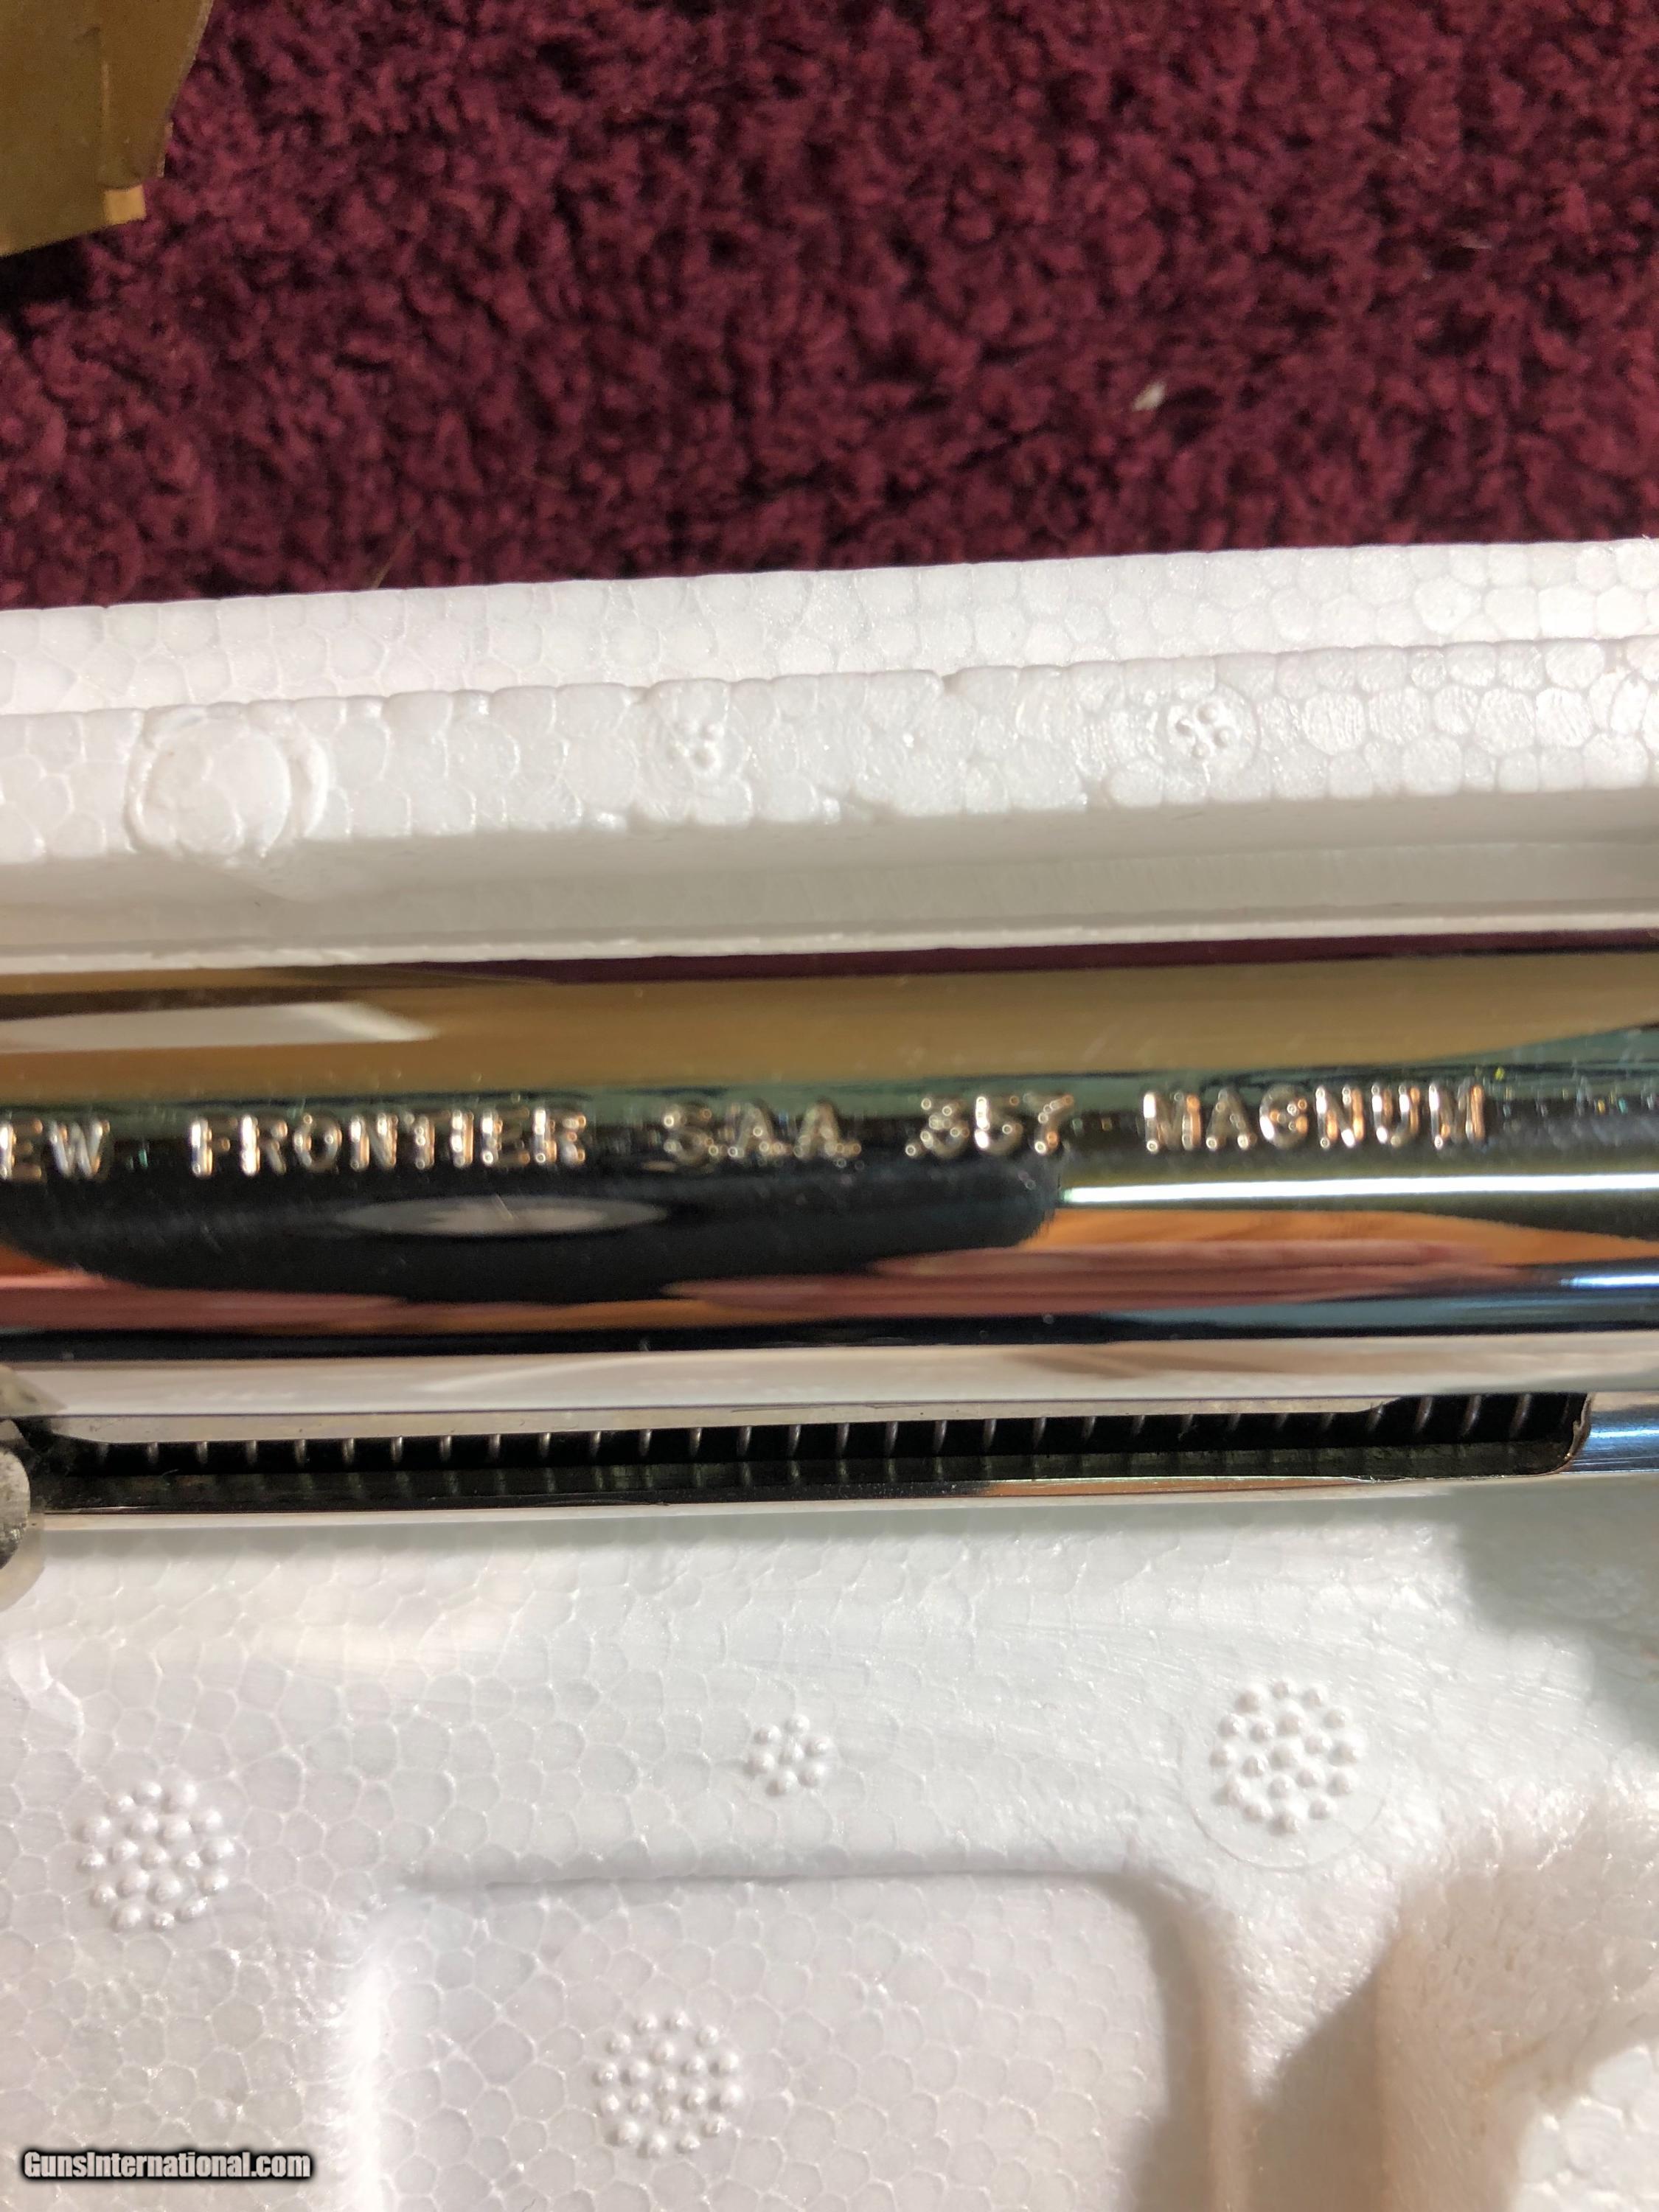 EW FRONTIER S.A.A. .357 MAGNUM
GunsInternational.com